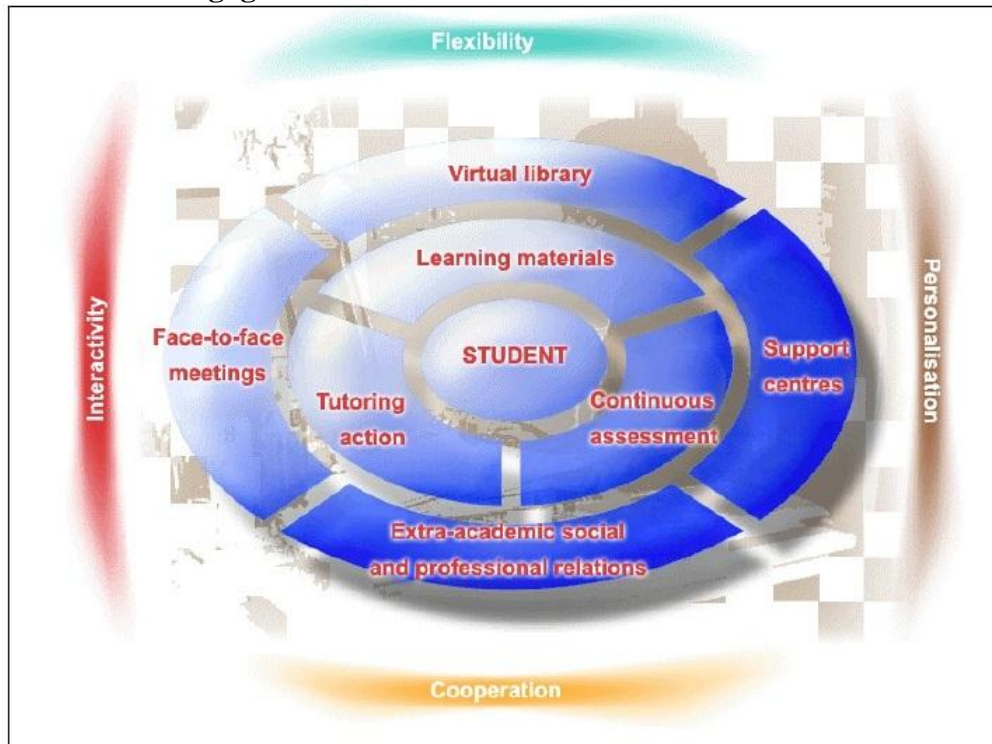 Flexibility
Virtual library
Learning materials
Interactivity
Face-to-face
meetings
STUDENT
Support
centres
Personalisation
Tutoring
action
Continuous
assessment
Extra-academic social
and professional relations
Cooperation